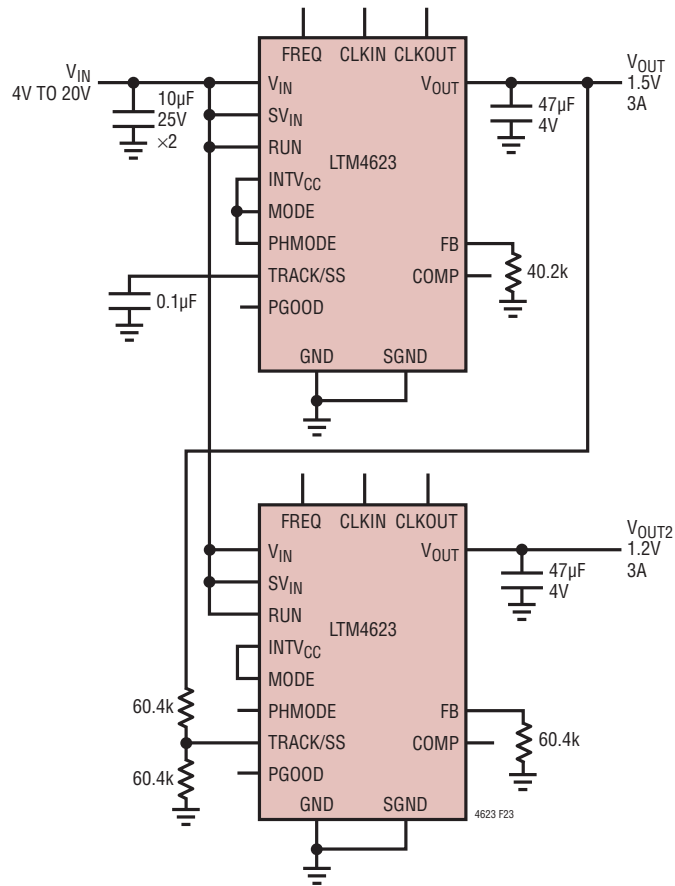 FREQ CLKIN CLKOUT
VIN
4V TO 20V
10µF
25V
×2
VIN
SVIN
RUN
INTVCC
MODE
PHMODE
TRACK/SS
PGOOD
LTM4623
VOUT
FB
COMP
GND SGND
0.1µF
47µF
4V
VOUT
1.5V
3A
40.2k
FREQ CLKIN CLKOUT
VIN
SVIN
RUN
INTVCC
MODE
PHMODE
TRACK/SS
PGOOD
LTM4623
VOUT
FB
COMP
GND SGND
60.4k
60.4k
47µF
4V
VOUT2
1.2V
3A
60.4k
4623 F23